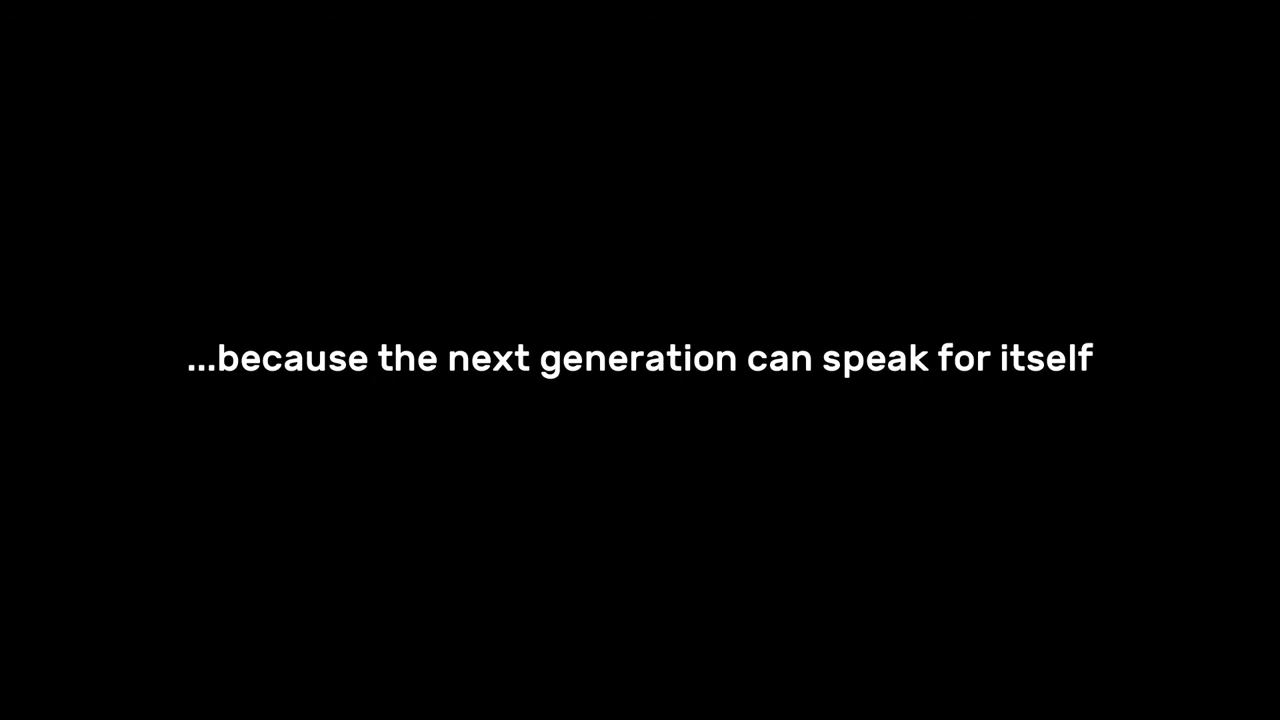 ...because the next generation can speak for itself